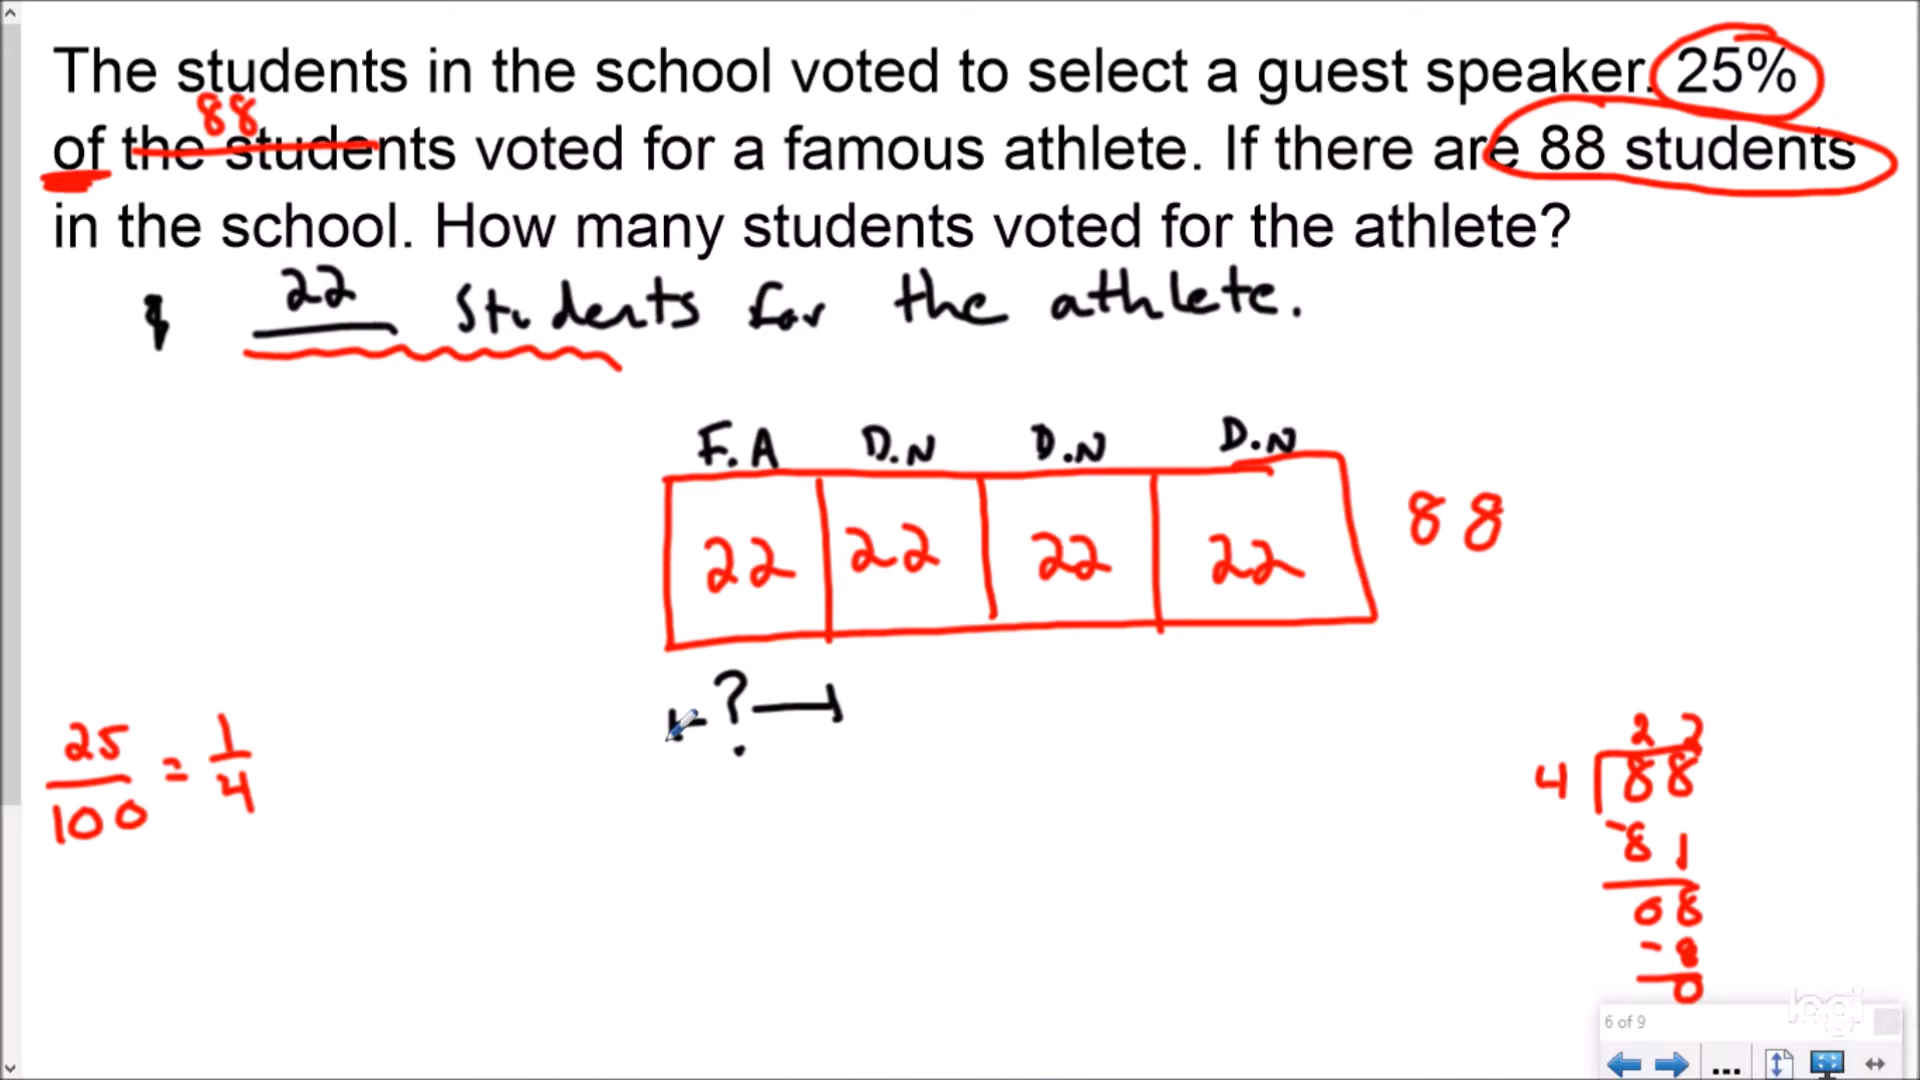 The students in the school voted to select a guest speaker. 25%
88
of the students voted for a famous athlete. If there are 88 students
in the school. How many students voted for the athlete?
22 students for the athlete.
F.A D.N D.N D.N
22 22 22 22 88
?
25/100 = 1/4
22
4 88
-8
08
-8
0
logi
6 of 9
...